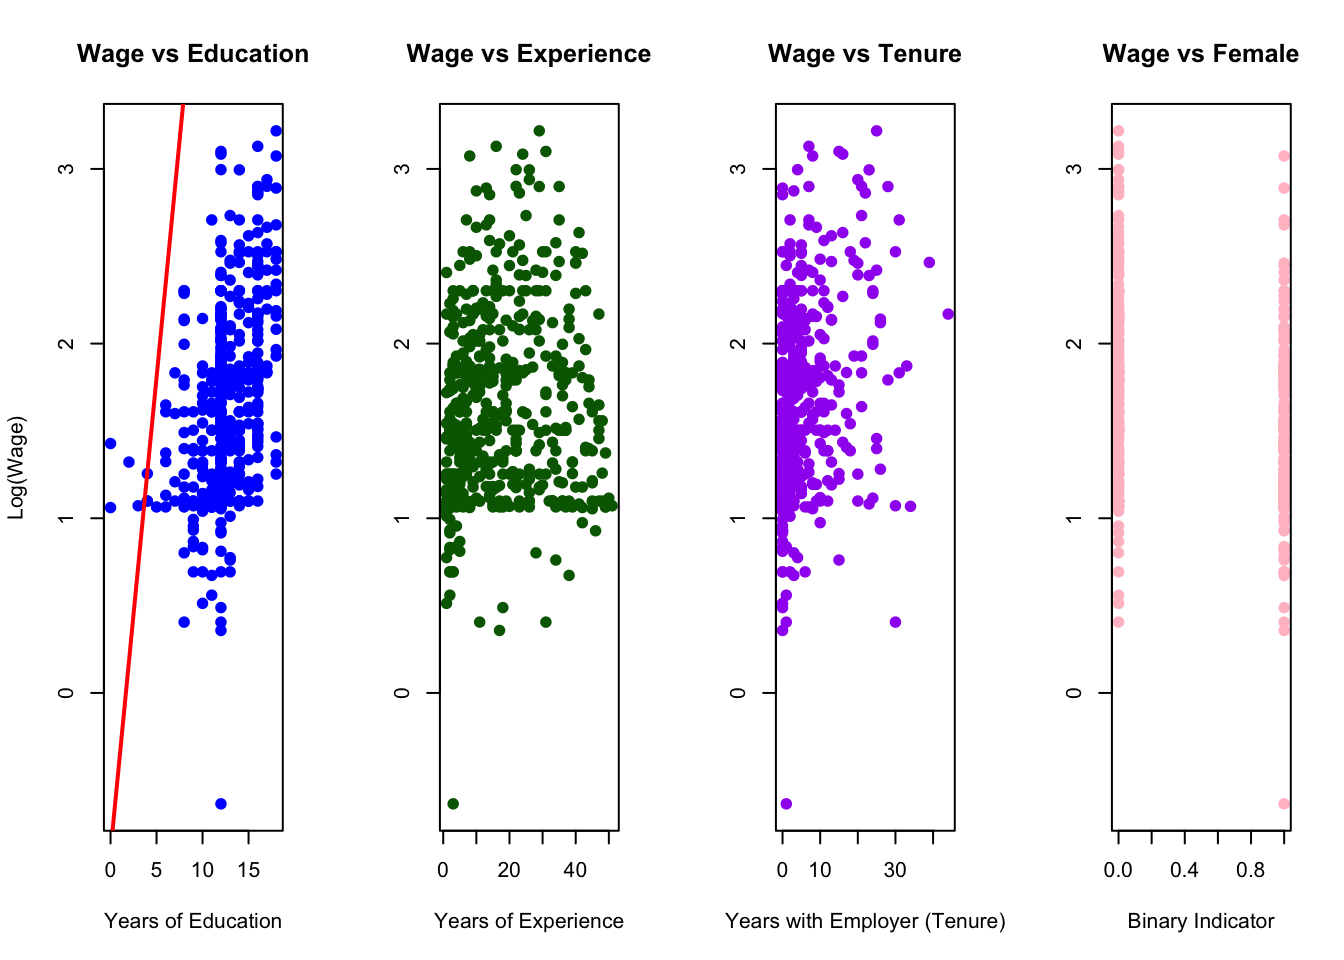 Wage vs Education
Wage vs Experience
Wage vs Tenure
Wage vs Female
Log(Wage)
3
2
1
0
3
2
1
0
3
2
1
0
3
2
1
0
0 5 10 15
0 20 40
0 10 30
0.0 0.4 0.8
Years of Education
Years of Experience
Years with Employer (Tenure)
Binary Indicator